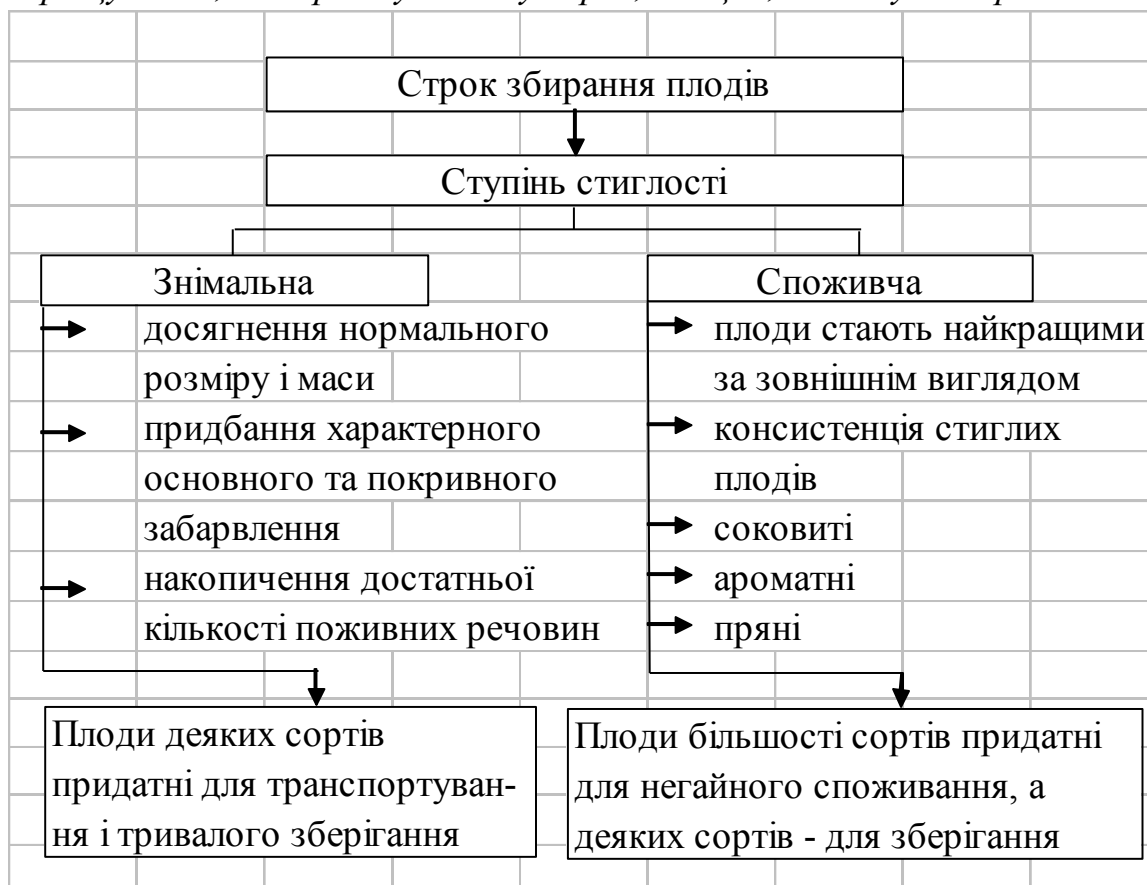 Строк збирання плодів
Ступінь стиглості
Знімальна
досягнення нормального
розміру і маси
придбання характерного
основного та покривного
забарвлення
накопичення достатньої
кількості поживних речовин
Плоди деяких сортів
придатні для транспортуван-
ня і тривалого зберігання
Споживча
плоди стають найкращими
за зовнішнім виглядом
консистенція стиглих
плодів
соковиті
ароматні
пряні
Плоди більшості сортів придатні
для негайного споживання, а
деяких сортів - для зберігання